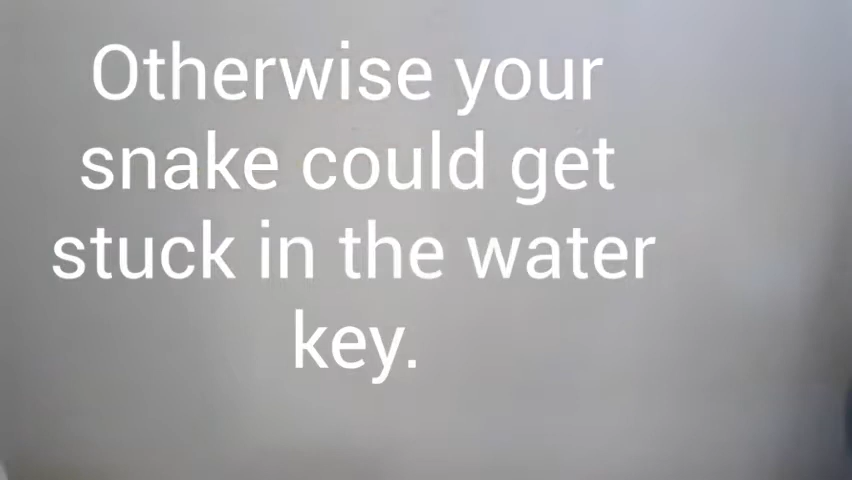 Otherwise your
snake could get
stuck in the water
key.